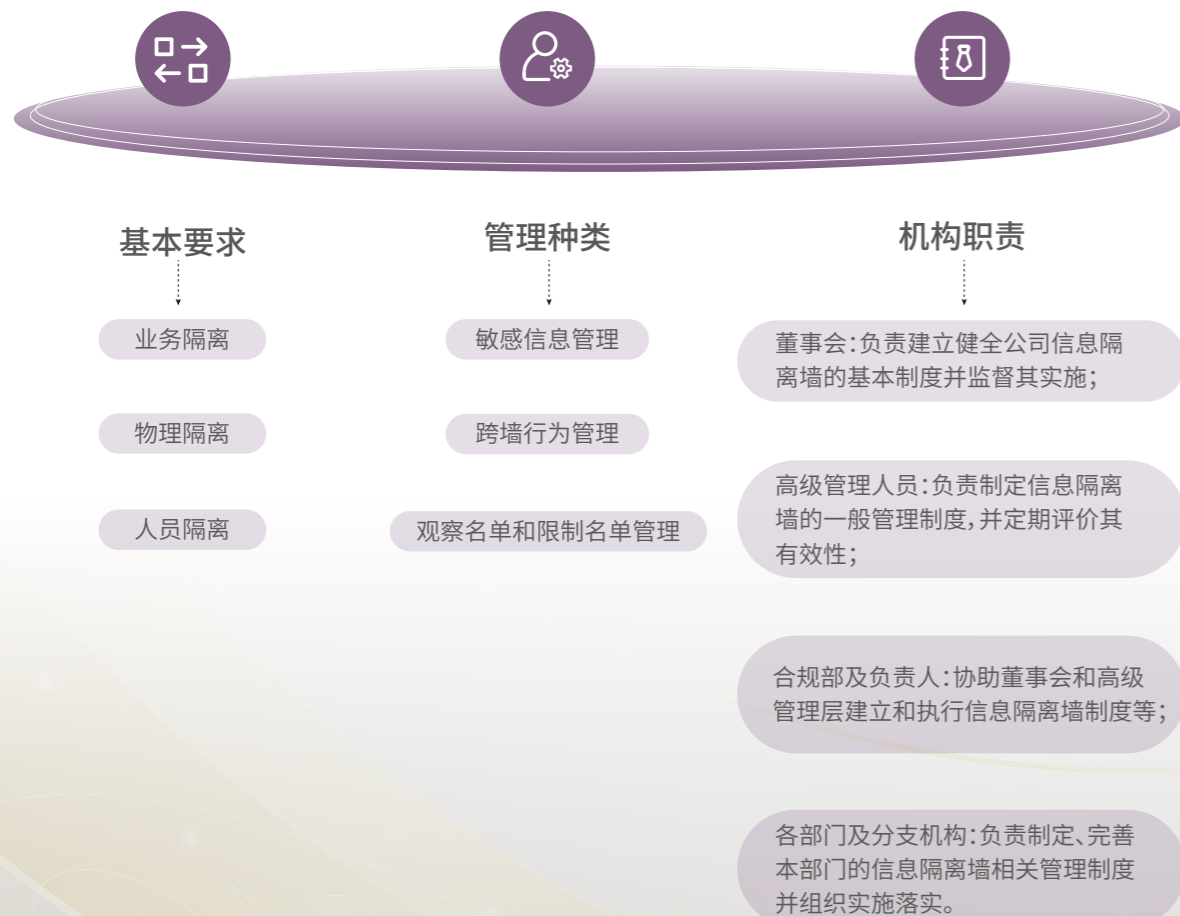 基本要求
业务隔离
物理隔离
人员隔离
管理种类
敏感信息管理
跨墙行为管理
观察名单和限制名单管理
机构职责
董事会：负责建立健全公司信息隔
离墙的基本制度并监督其实施；
高级管理人员：负责制定信息隔离
墙的一般管理制度，并定期评价其
有效性；
合规部及负责人：协助董事会和高级
管理层建立和执行信息隔离墙制度等；
各部门及分支机构：负责制定、完善
本部门的信息隔离墙相关管理制度
并组织实施落实。